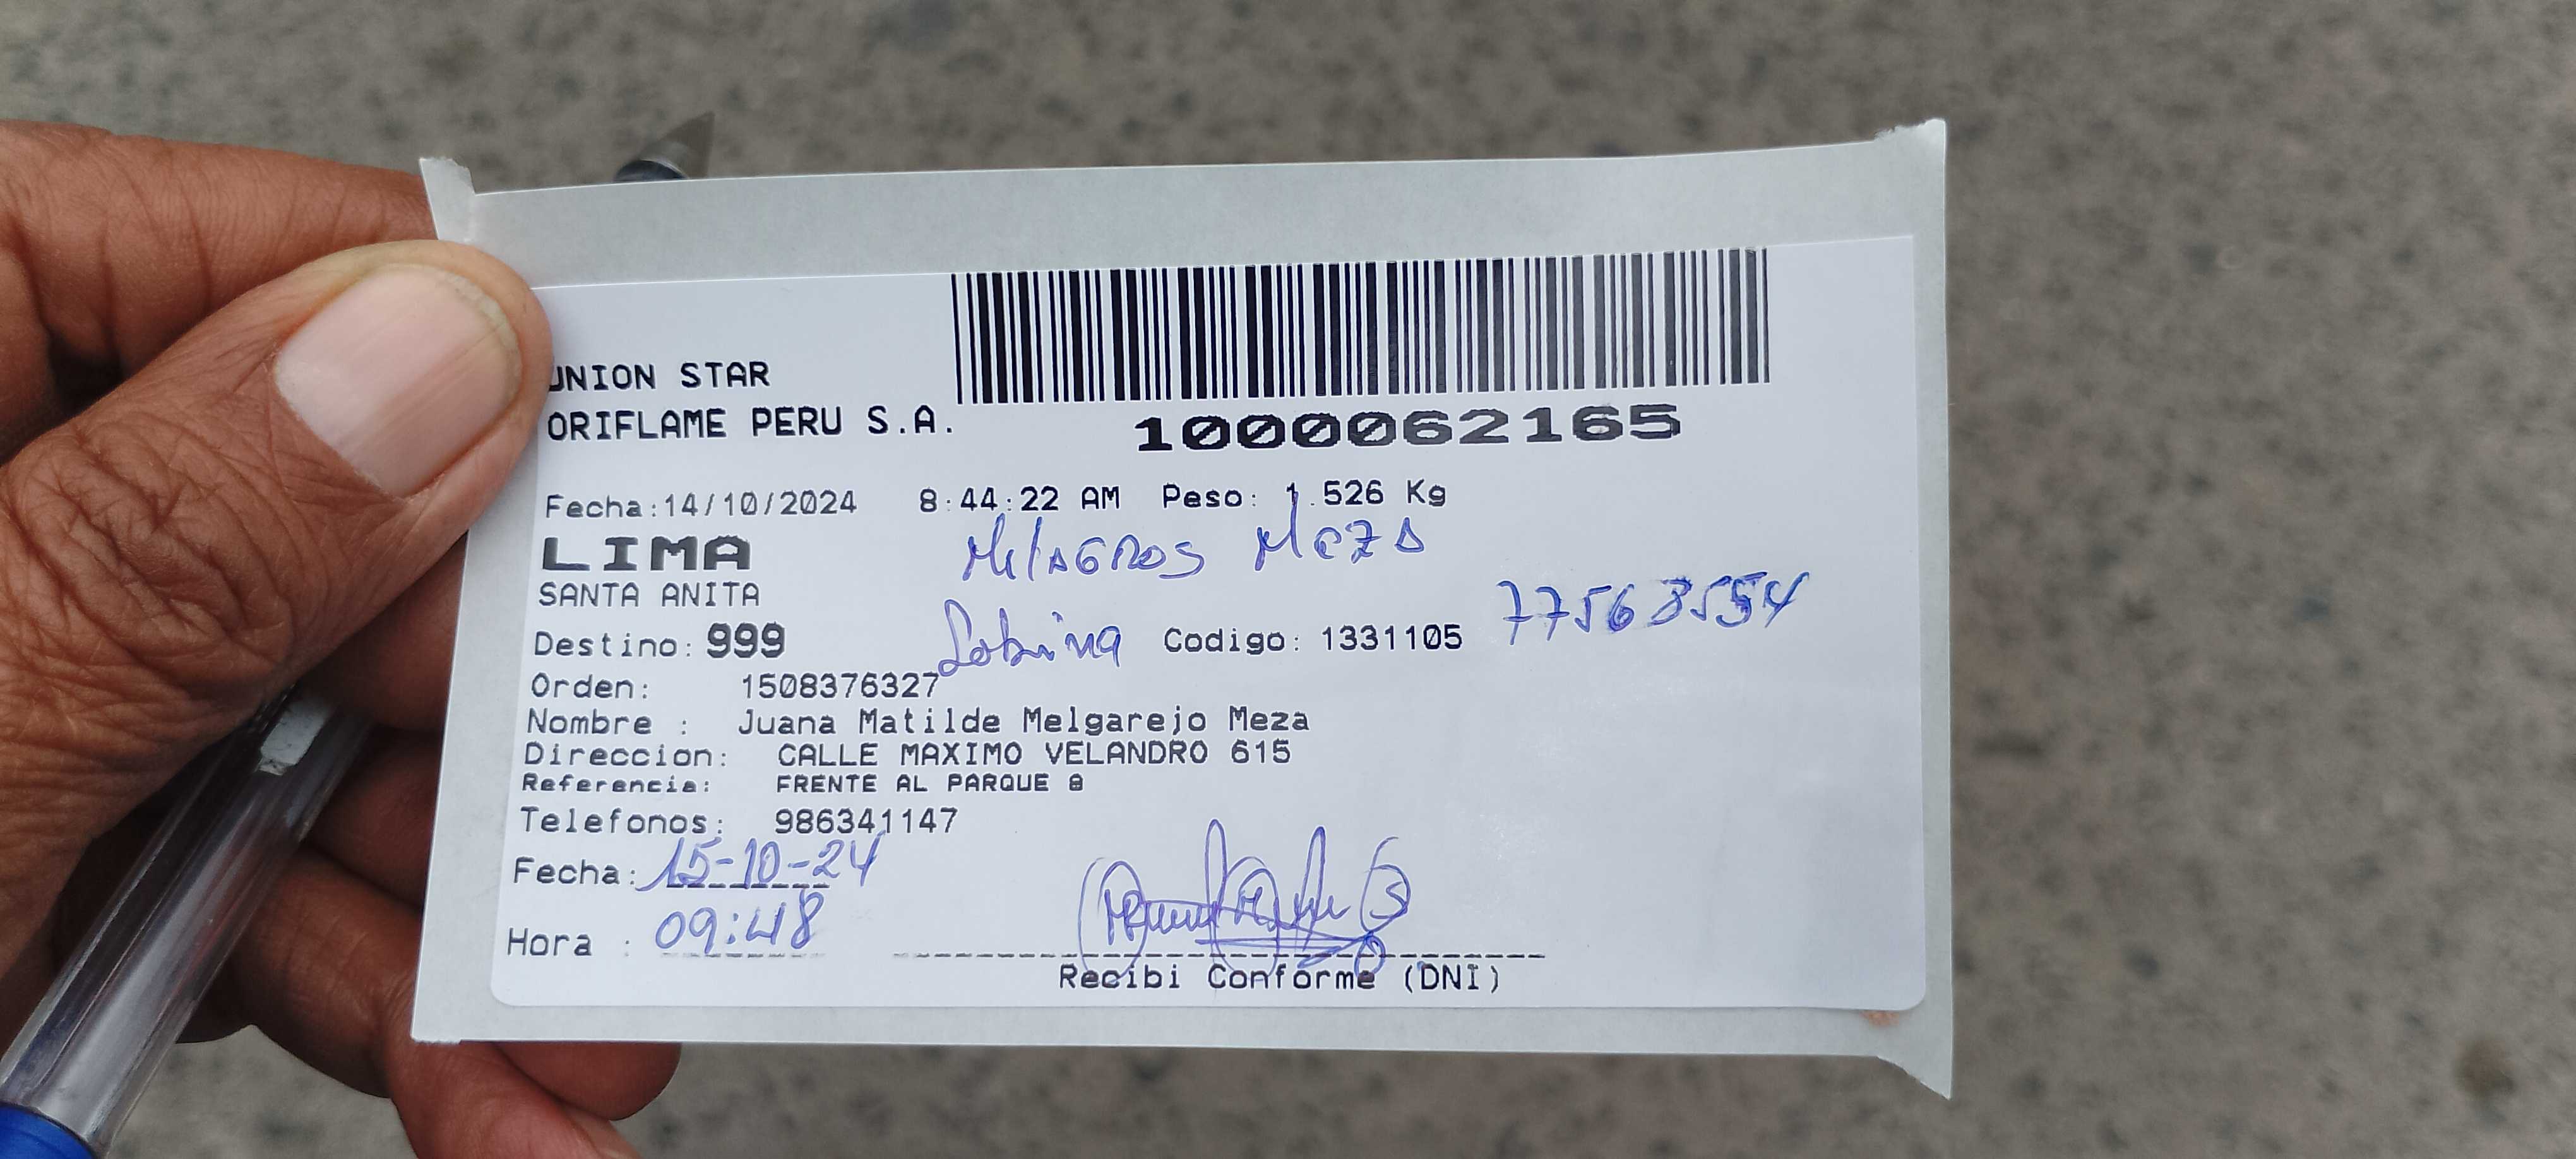 UNION STAR
ORIFLAME PERU S.A.
1000062165
Fecha:14/10/2024 8:44:22 AM Peso: 1.526 Kg
LIMA
Milagros Meza
SANTA ANITA
Destino: 999 Sobrina Codigo: 1331105 77563554
Orden: 1508376327
Nombre : Juana Matilde Melgarejo Meza
Direccion: CALLE MAXIMO VELANDRO 615
Referencia: FRENTE AL PARQUE 8
Telefonos: 986341147
Fecha: 15-10-24
Hora : 09:48
Recibi Conforme (DNI)